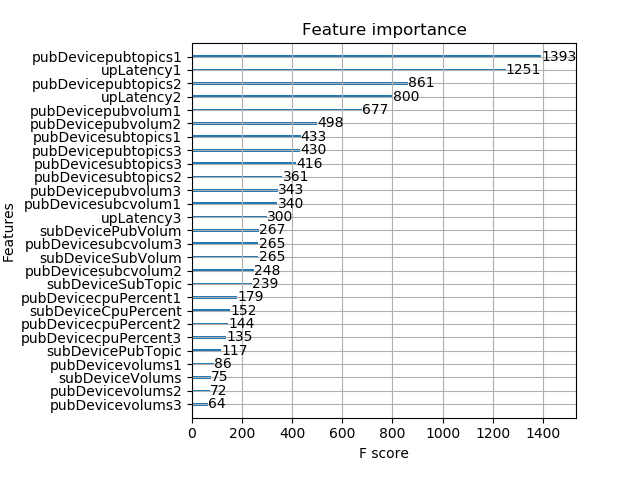 Feature importance
pubDevicepubtopics1 1393
upLatency1 1251
pubDevicepubtopics2 861
upLatency2 800
pubDevicepubvolum1 677
pubDevicepubvolum2 498
pubDevicesubtopics1 433
pubDevicepubtopics3 430
pubDevicesubtopics3 416
pubDevicesubtopics2 361
pubDevicepubvolum3 343
pubDevicesubcvolum1 340
upLatency3 300
subDevicePubVolum 267
pubDevicesubcvolum3 265
subDeviceSubVolum 265
pubDevicesubcvolum2 248
subDeviceSubTopic 239
pubDevicecpuPercent1 179
subDeviceCpuPercent 152
pubDevicecpuPercent2 144
pubDevicecpuPercent3 135
subDevicePubTopic 117
pubDevicevolums1 86
subDeviceVolums 75
pubDevicevolums2 72
pubDevicevolums3 64
Features
0 200 400 600 800 1000 1200 1400
F score